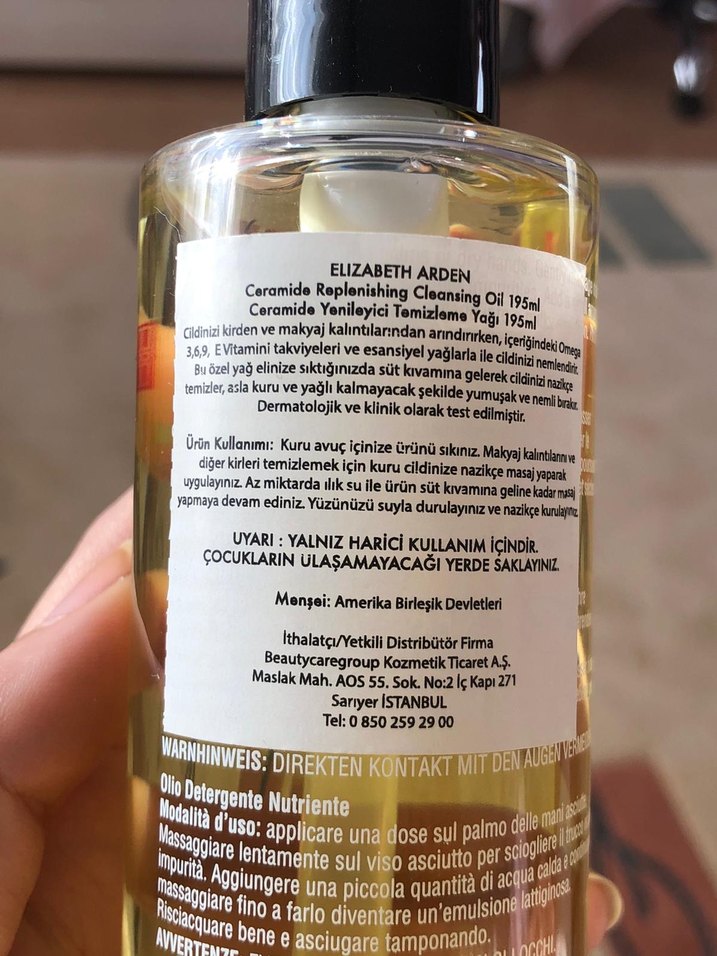 ELIZABETH ARDEN
Ceramide Replenishing Cleansing Oil 195ml
Ceramide Yenileyici Temizleme Yağı 195ml
Cildinizi kirden ve makyaj kalıntılarından arındırırken, içeriğindeki Omega
3,6,9, E Vitamini takviyeleri ve esansiyel yağlarla ile cildinizi nemlendirir.
Bu özel yağ elinize sıktığınızda süt kıvamına gelerek cildinizi nazikçe
temizler, asla kuru ve yağlı kalmayacak şekilde yumuşak ve nemli bırakır.
Dermatolojik ve klinik olarak test edilmiştir.
Ürün Kullanımı: Kuru avuç içinize ürünü sıkınız. Makyaj kalıntılarını ve
diğer kirleri temizlemek için kuru cildinize nazikçe masaj yaparak
uygulayınız. Az miktarda ılık su ile ürün süt kıvamına geline kadar masaj
yapmaya devam ediniz. Yüzünüzü suyla durulayınız ve nazikçe kurulayınız.
UYARI : YALNIZ HARİCİ KULLANIM İÇİNDİR.
ÇOCUKLARIN ULAŞAMAYACAĞI YERDE SAKLAYINIZ.
Menşei: Amerika Birleşik Devletleri
İthalatçı/Yetkili Distribütör Firma
Beautycaregroup Kozmetik Ticaret A.Ş.
Maslak Mah. AOS 55. Sok. No:2 İç Kapı 271
Sarıyer İSTANBUL
Tel: 0 850 259 29 00
WARNHINWEIS: DIREKTEN KONTAKT MIT DEN AUGEN
Olio Detergente Nutriente
Modalità d'uso: applicare una dose sul palmo delle mani asciutte.
Massaggiare lentamente sul viso asciutto per sciogliere il trucco
impurità. Aggiungere una piccola quantità di acqua calda e
massaggiare fino a farlo diventare un'emulsione lattiginosa.
Risciacquare bene e asciugare tamponando.
AVVERTENZE: